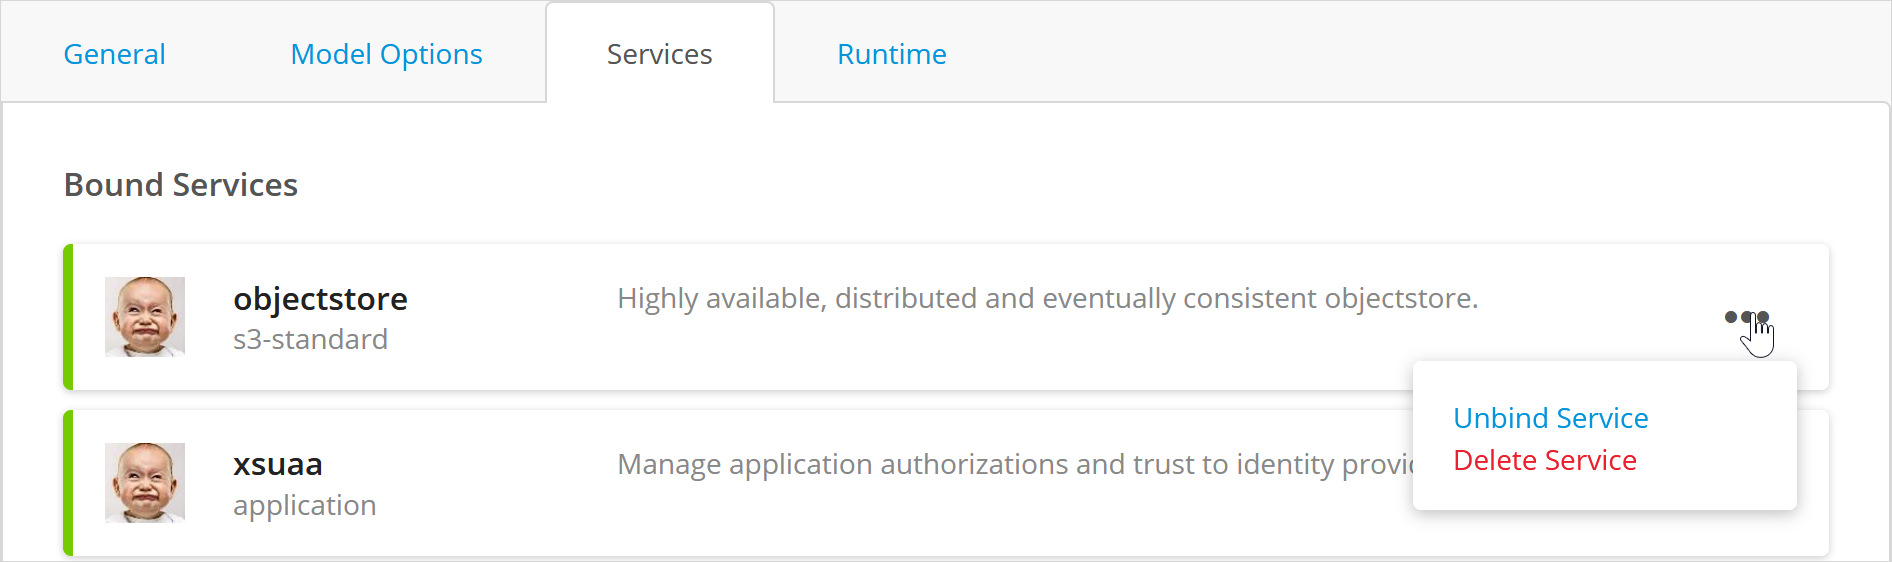 General Model Options Services Runtime
Bound Services
objectstore Highly available, distributed and eventually consistent objectstore.
s3-standard
Unbind Service
xsuaa Manage application authorizations and trust to identity
Delete Service
application